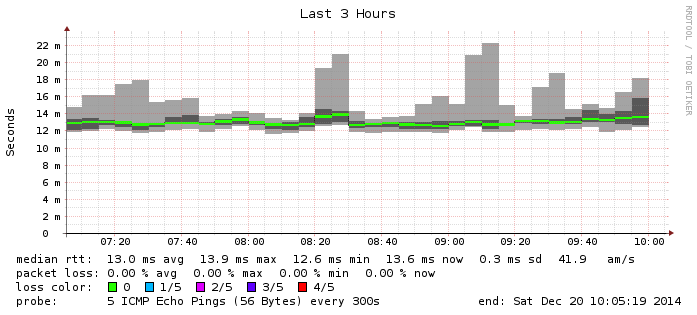 Last 3 Hours
RRDTOOL / TOBI OETIKER
Seconds
22 m
20 m
18 m
16 m
14 m
12 m
10 m
8 m
6 m
4 m
2 m
0
07:20 07:40 08:00 08:20 08:40 09:00 09:20 09:40 10:00
median rtt: 13.0 ms avg 13.9 ms max 12.6 ms min 13.6 ms now 0.3 ms sd 41.9 am/s
packet loss: 0.00 % avg 0.00 % max 0.00 % min 0.00 % now
loss color: 0 1/5 2/5 3/5 4/5
probe: 5 ICMP Echo Pings (56 Bytes) every 300s end: Sat Dec 20 10:05:19 2014